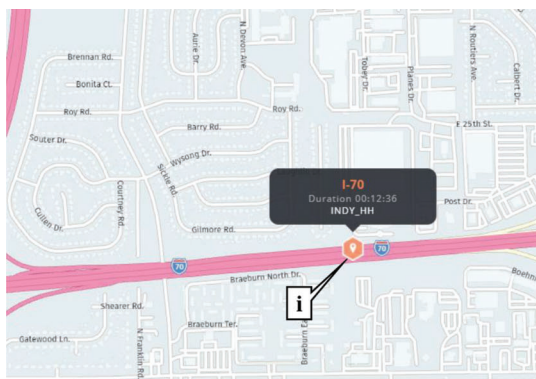 Brennan Rd.
Bonita Ct.
Roy Rd.
Souter Dr.
Cullen Dr.
Courtney Rd.
Aurie Dr.
N Devon Ave.
Barry Rd.
Wysong Dr.
Sickle Rd.
Roy Rd.
Gilmore Rd.
Tobey Dr.
Planes Dr.
N Routiers Ave.
Calbert Dr.
E 25th St.
Post Dr.
I-70
Duration 00:12:36
INDY_HH
70
70
i
Braeburn North Dr.
Shearer Rd.
Gatewood Ln.
N Franklin Rd.
Braeburn Ter.